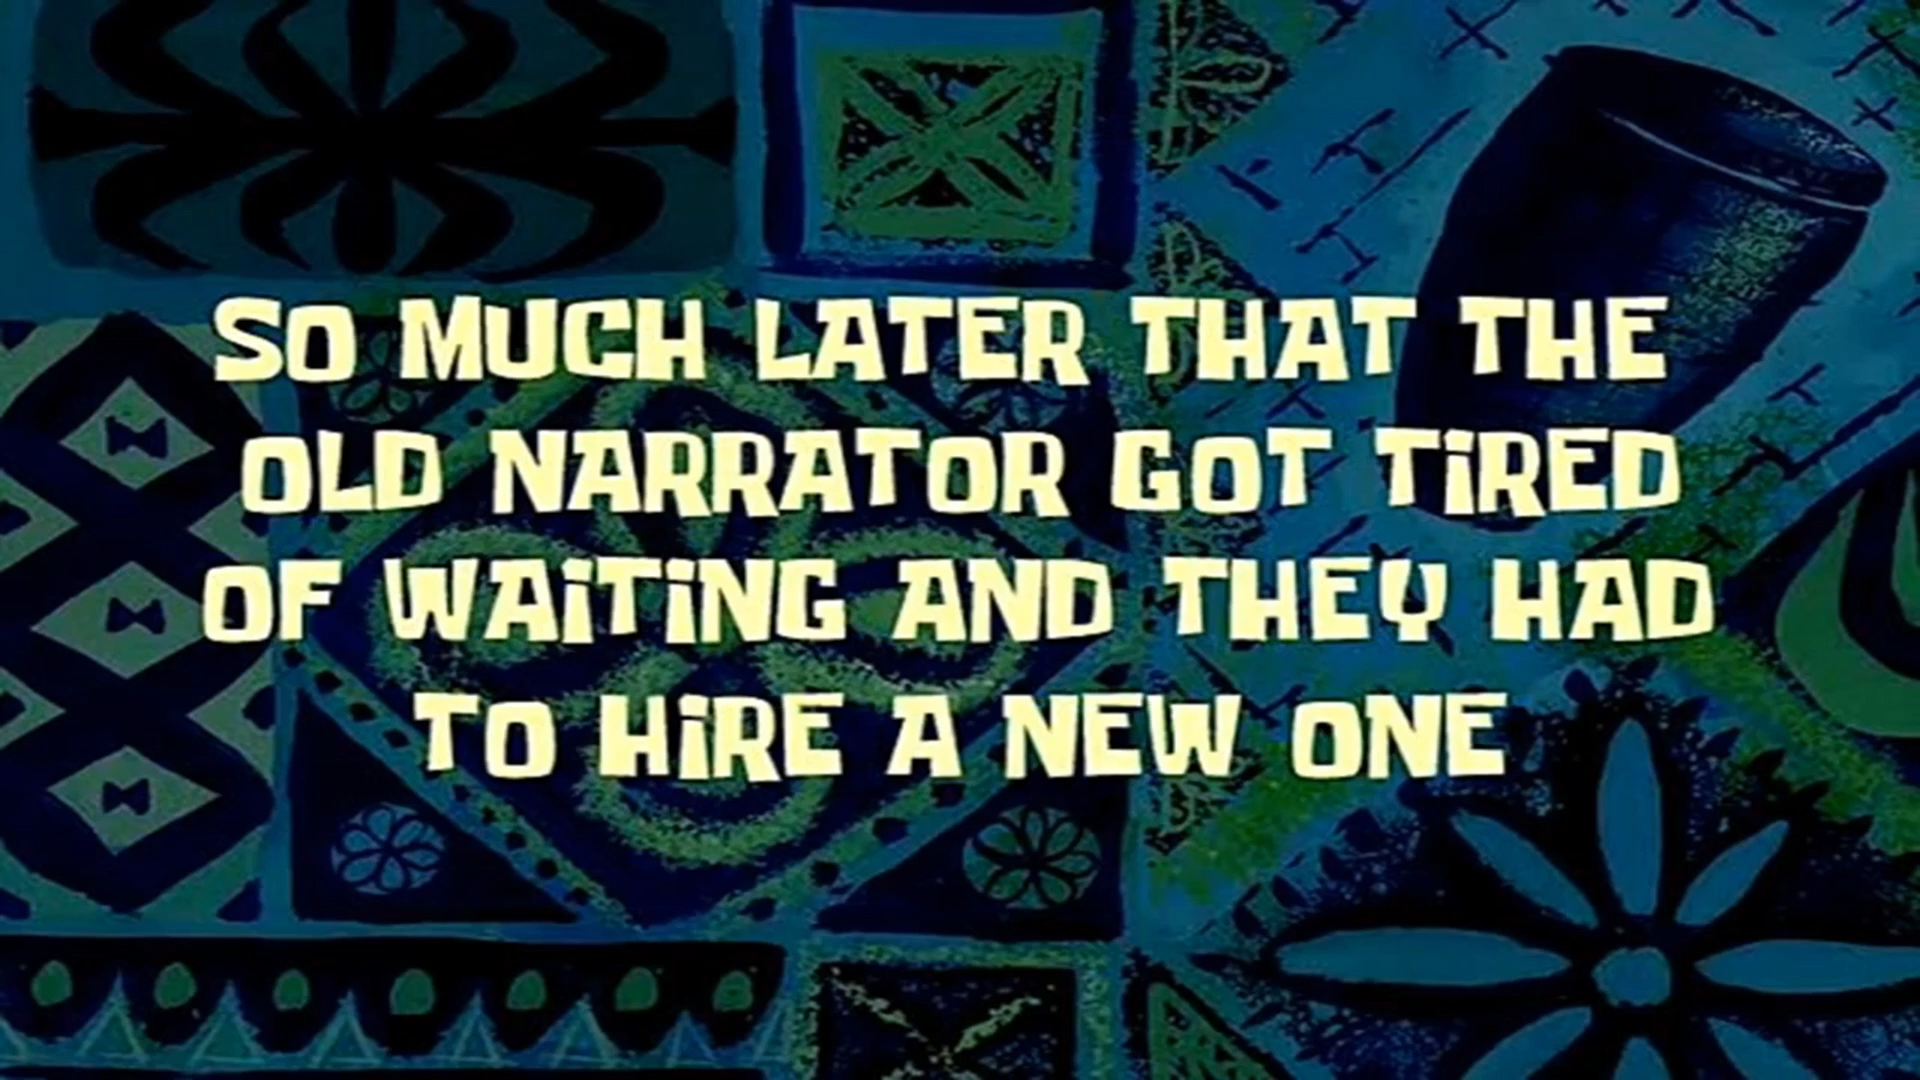 SO MUCH LATER THAT THE
OLD NARRATOR GOT TiRED
OF WAiTiNG AND THEY HAD
TO HiRE A NEW ONE